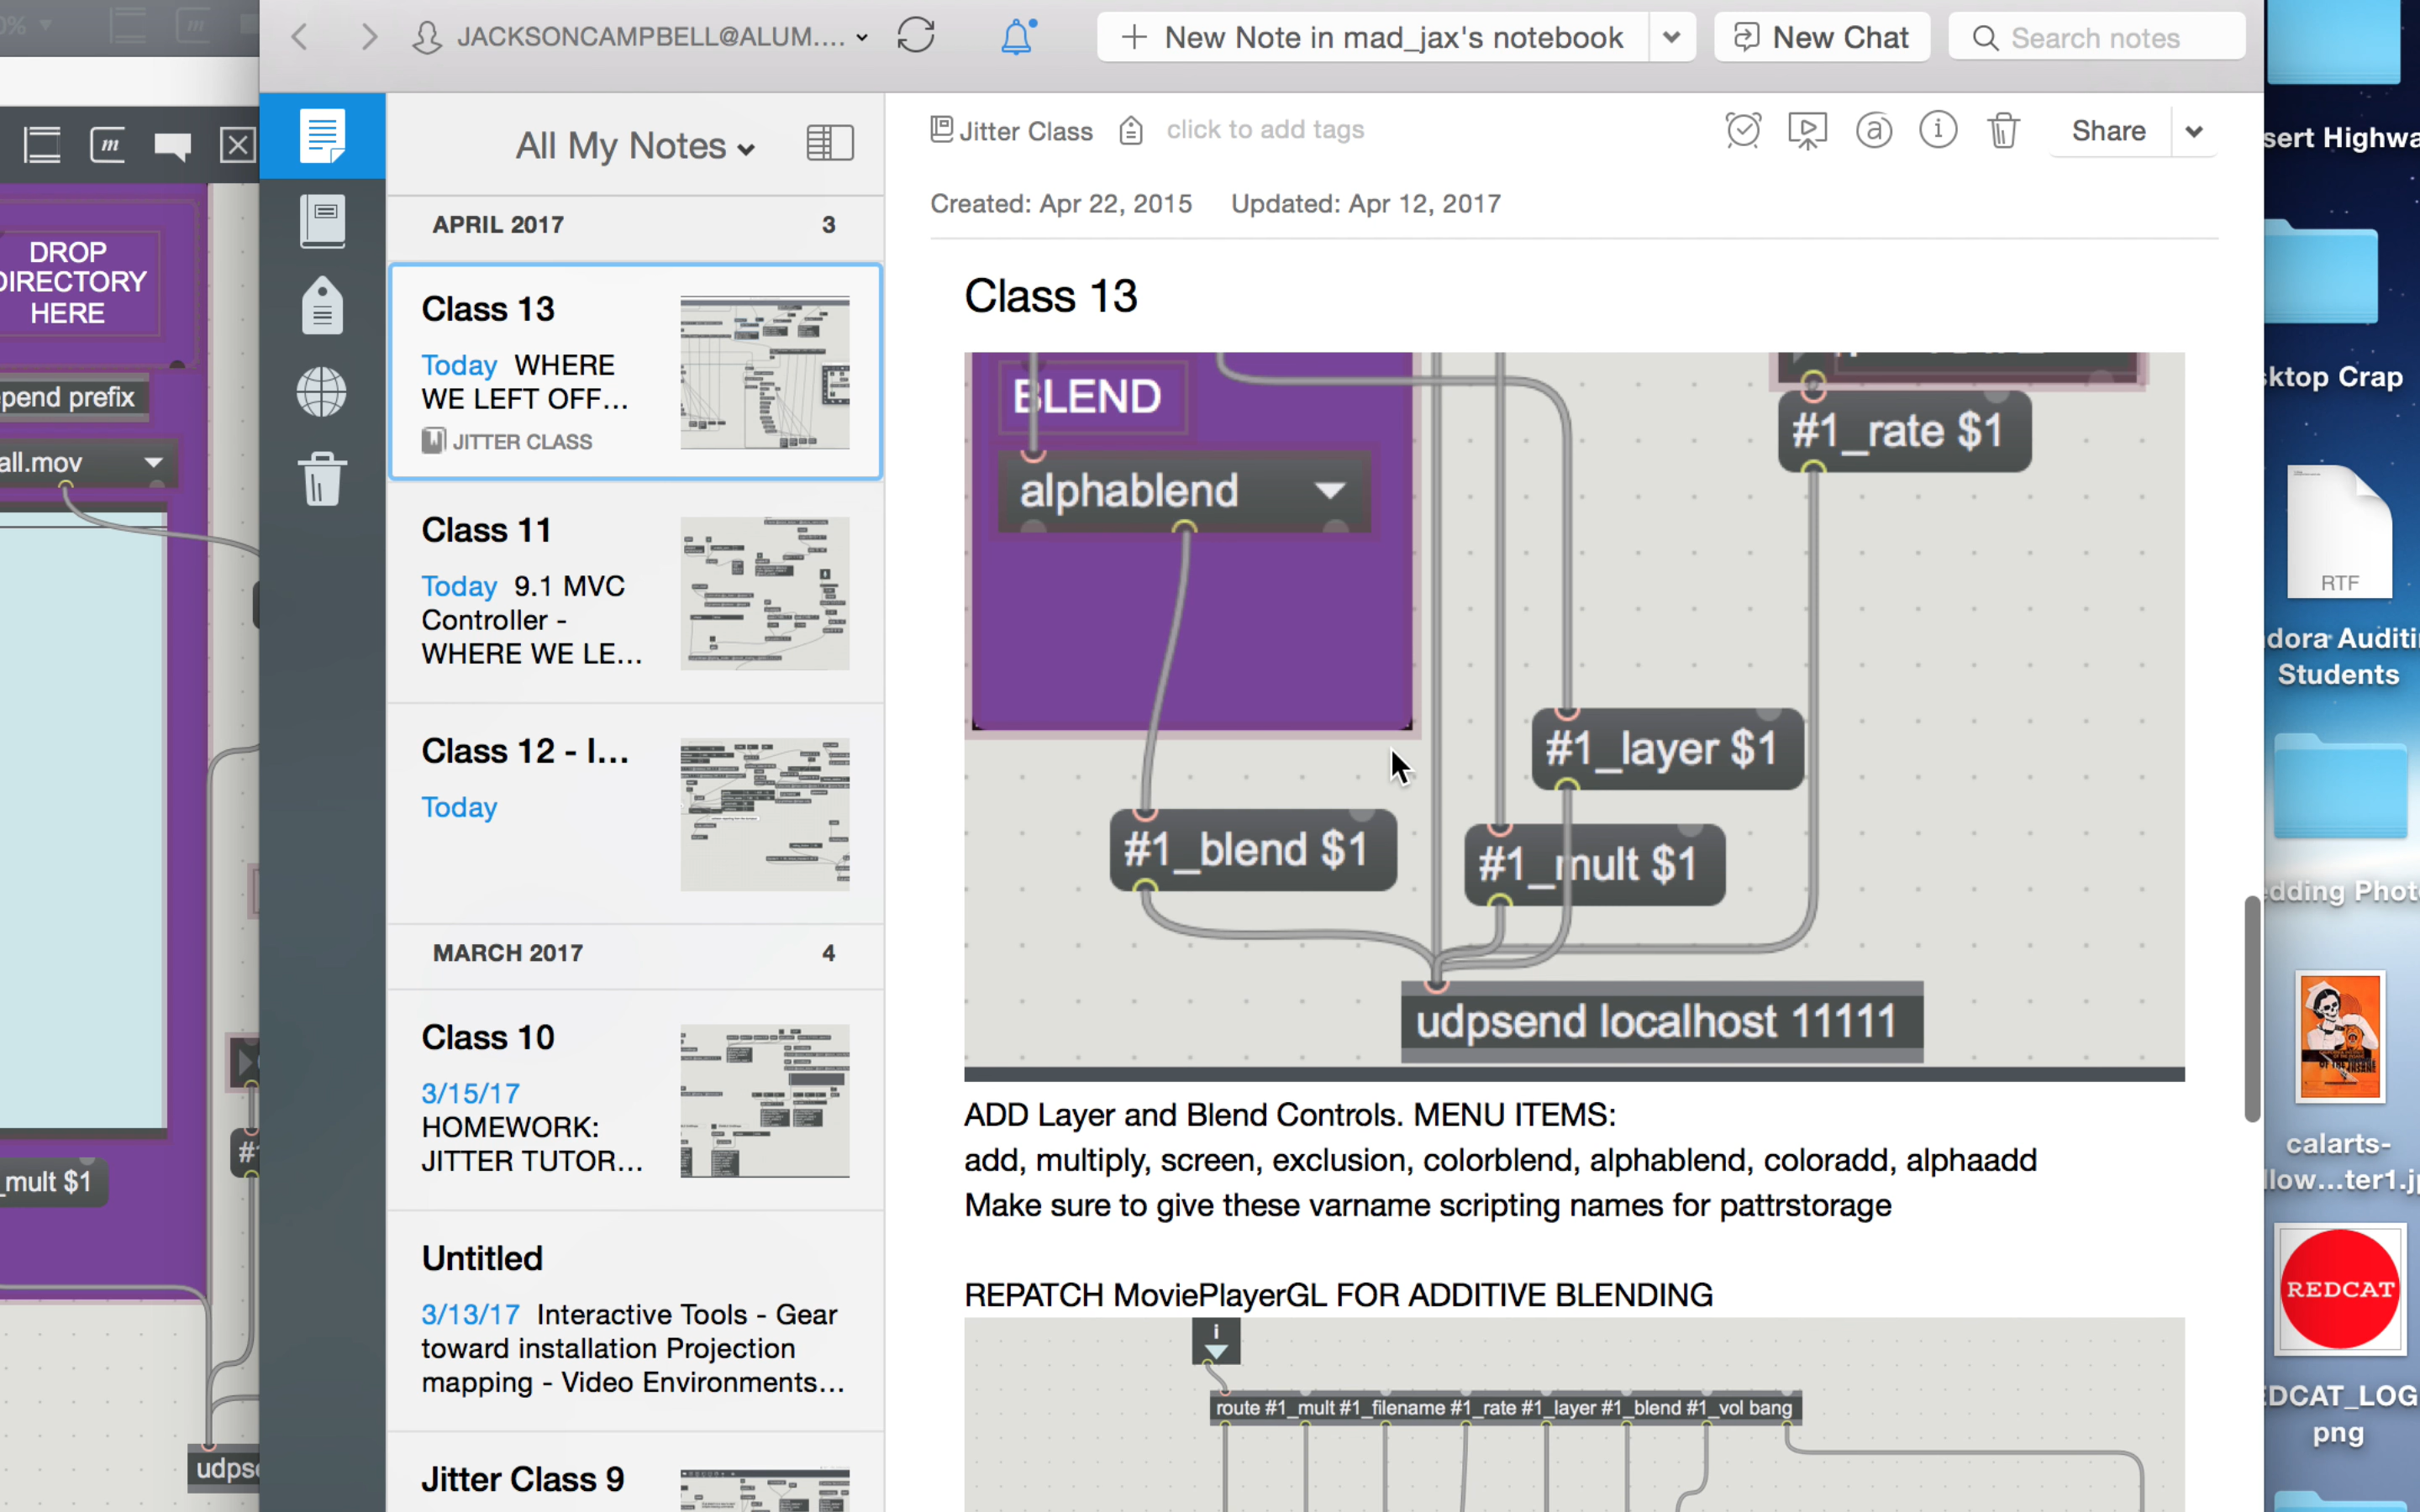 JACKSONCAMPBELL@ALUM....
New Note in mad_jax's notebook
New Chat
Search notes
DROP
DIRECTORY
HERE
pend prefix
all.mov
_mult $1
udpse
All My Notes
APRIL 2017 3
Class 13
Today WHERE
WE LEFT OFF...
JITTER CLASS
Class 11
Today 9.1 MVC
Controller -
WHERE WE LE...
Class 12 - I...
Today
MARCH 2017 4
Class 10
3/15/17
HOMEWORK:
JITTER TUTOR...
Untitled
3/13/17 Interactive Tools - Gear
toward installation Projection
mapping - Video Environments...
Jitter Class 9
Jitter Class
click to add tags
Share
Created: Apr 22, 2015 Updated: Apr 12, 2017
Class 13
BLEND
alphablend
#1_rate $1
#1_layer $1
#1_blend $1
#1_mult $1
udpsend localhost 11111
ADD Layer and Blend Controls. MENU ITEMS:
add, multiply, screen, exclusion, colorblend, alphablend, coloradd, alphaadd
Make sure to give these varname scripting names for pattrstorage
REPATCH MoviePlayerGL FOR ADDITIVE BLENDING
route #1_mult #1_filename #1_rate #1_layer #1_blend #1_vol bang
sert Highwa
ktop Crap
RTF
dora Auditi
Students
dding Phot
calarts-
llow...ter1.j
REDCAT
EDCAT_LOG
png